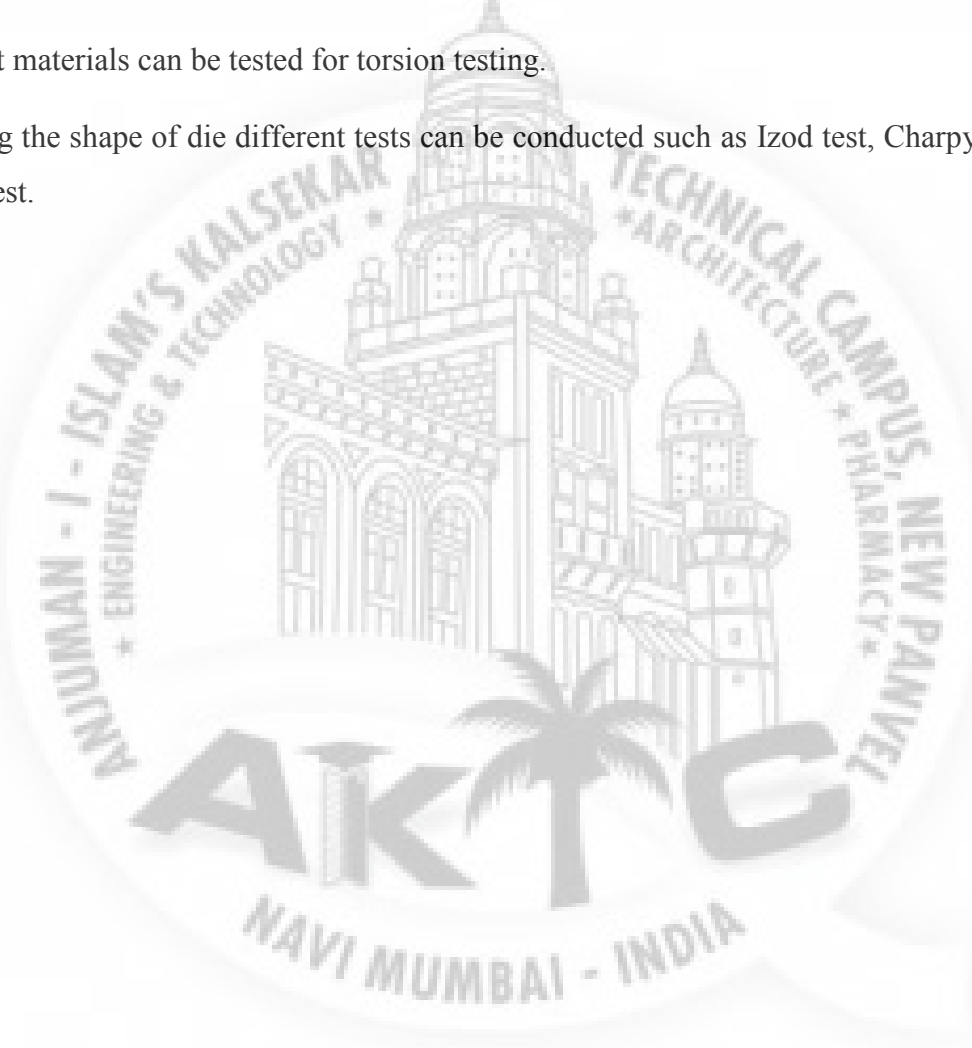 t materials can be tested for torsion testing.
g the shape of die different tests can be conducted such as Izod test, Charpy
est.
ANJUMAN - I - ISLAM'S KALSEKAR TECHNICAL CAMPUS, NEW PANVEL
* ENGINEERING & TECHNOLOGY * *ARCHITECTURE * PHARMACY*
AKTC
NAVI MUMBAI - INDIA